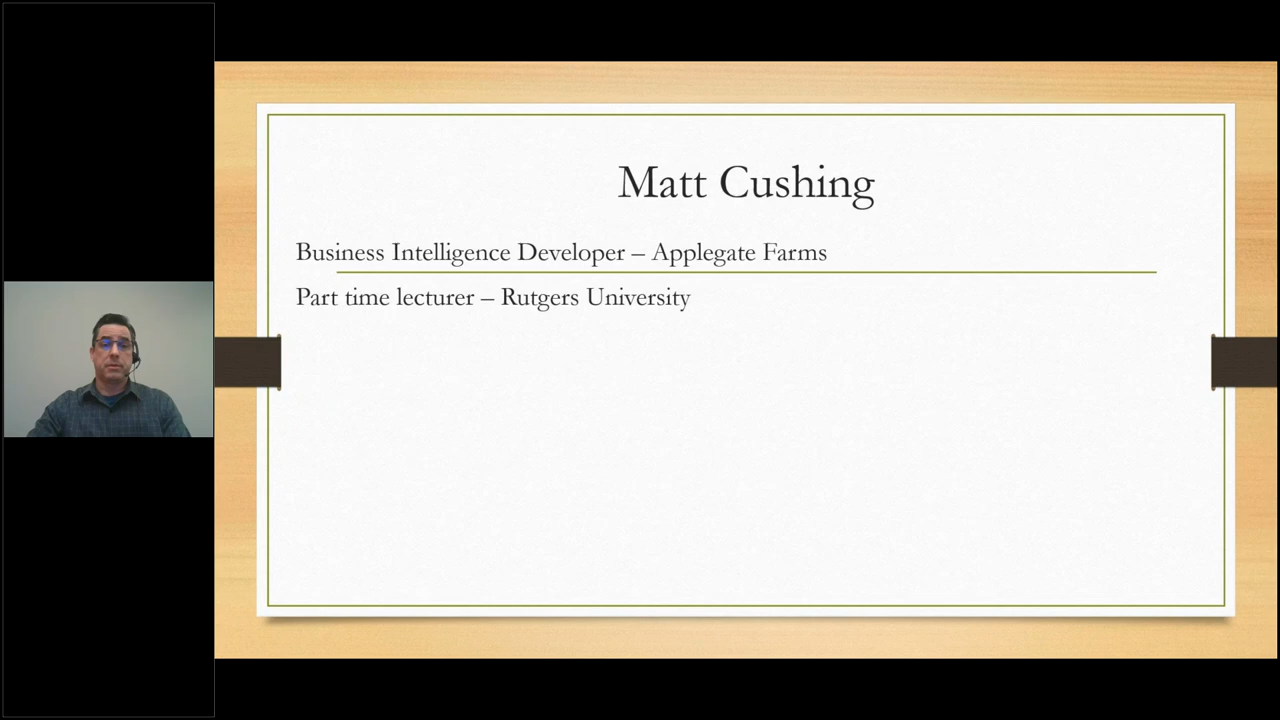 Matt Cushing
Business Intelligence Developer – Applegate Farms
Part time lecturer – Rutgers University